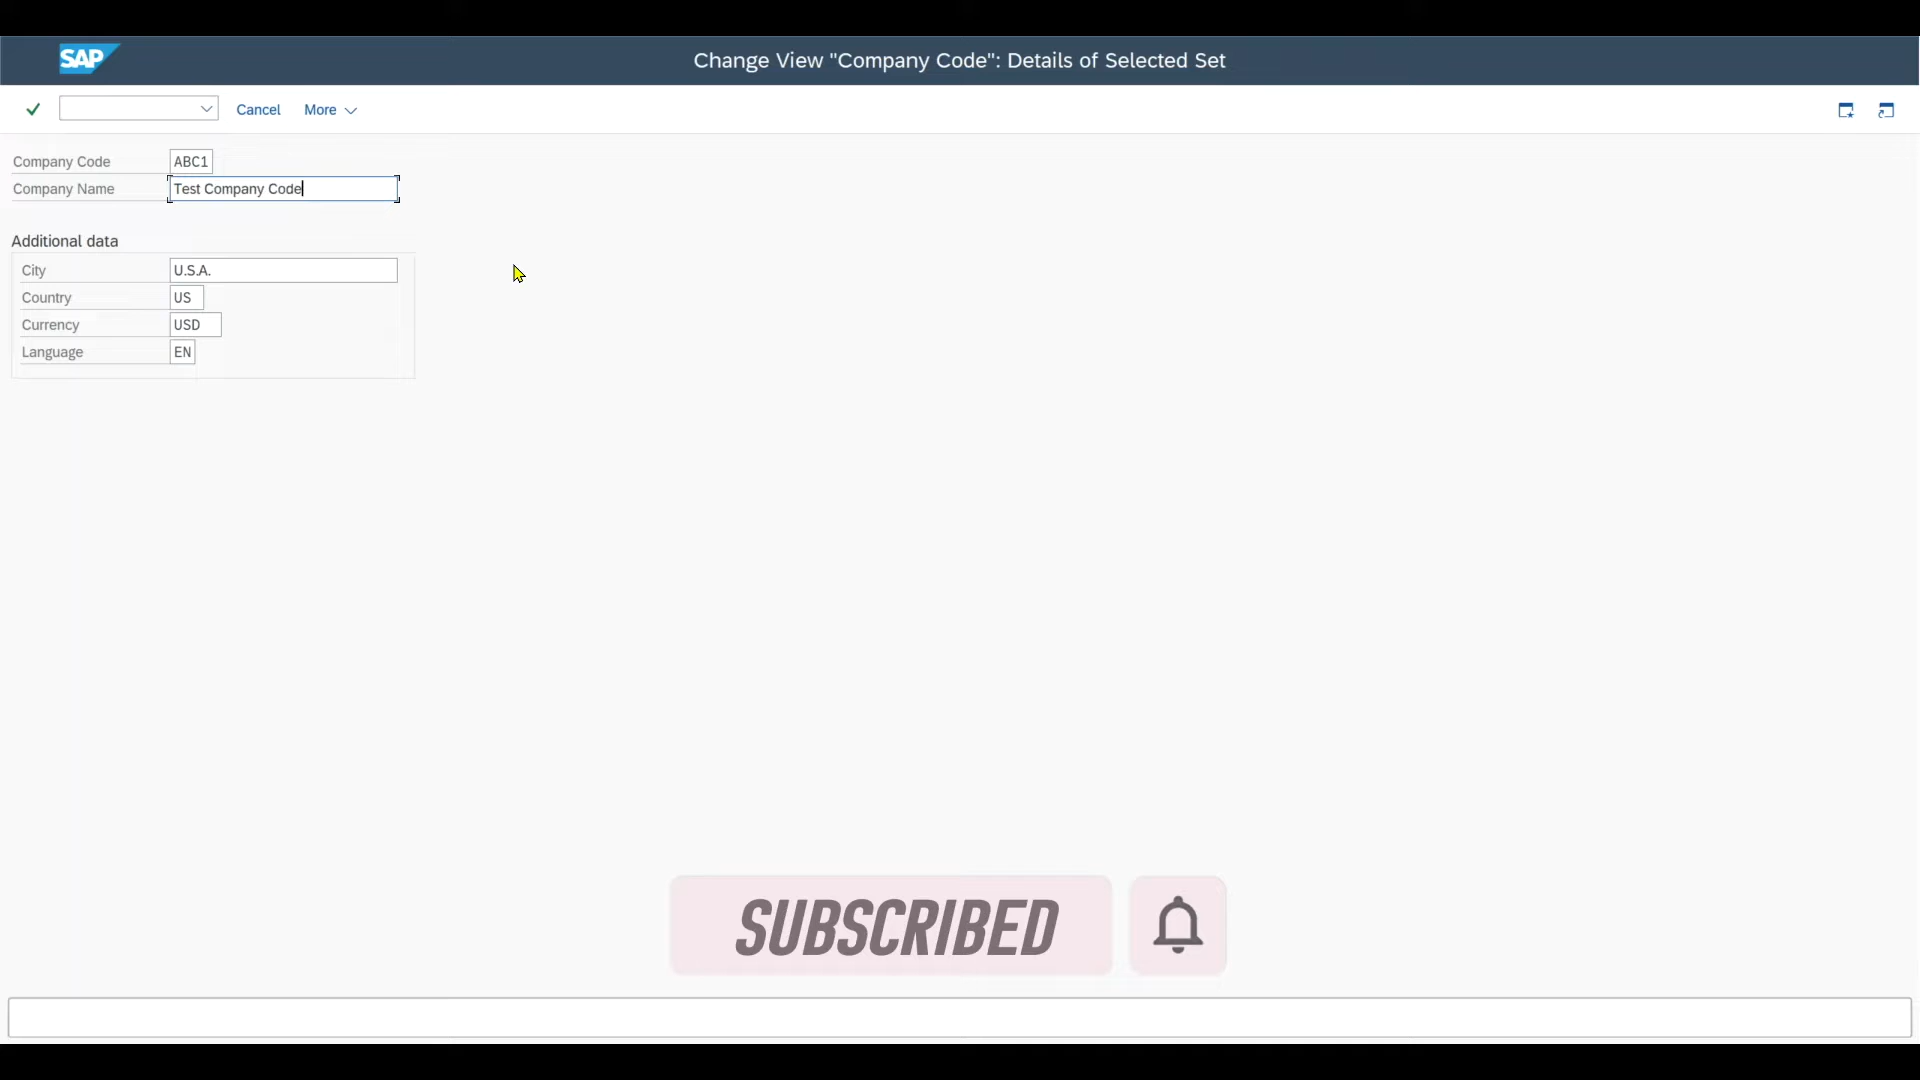 SAP
Change View "Company Code": Details of Selected Set
Cancel More
Company Code ABC1
Company Name Test Company Code
Additional data
City U.S.A.
Country US
Currency USD
Language EN
SUBSCRIBED